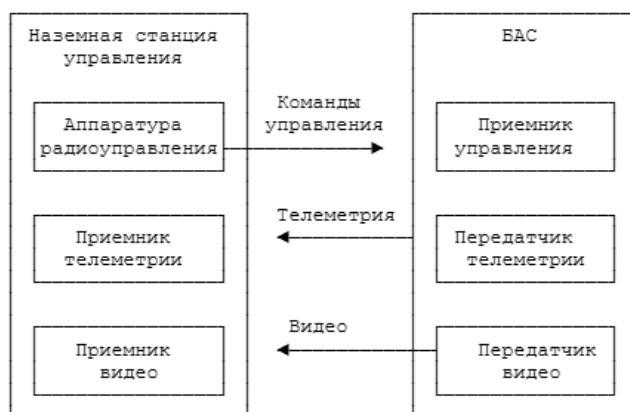 Наземная станция
управления
БАС
Аппаратура
радиоуправления
Команды
управления
Приемник
управления
Приемник
телеметрии
Телеметрия
Передатчик
телеметрии
Приемник
видео
Видео
Передатчик
видео